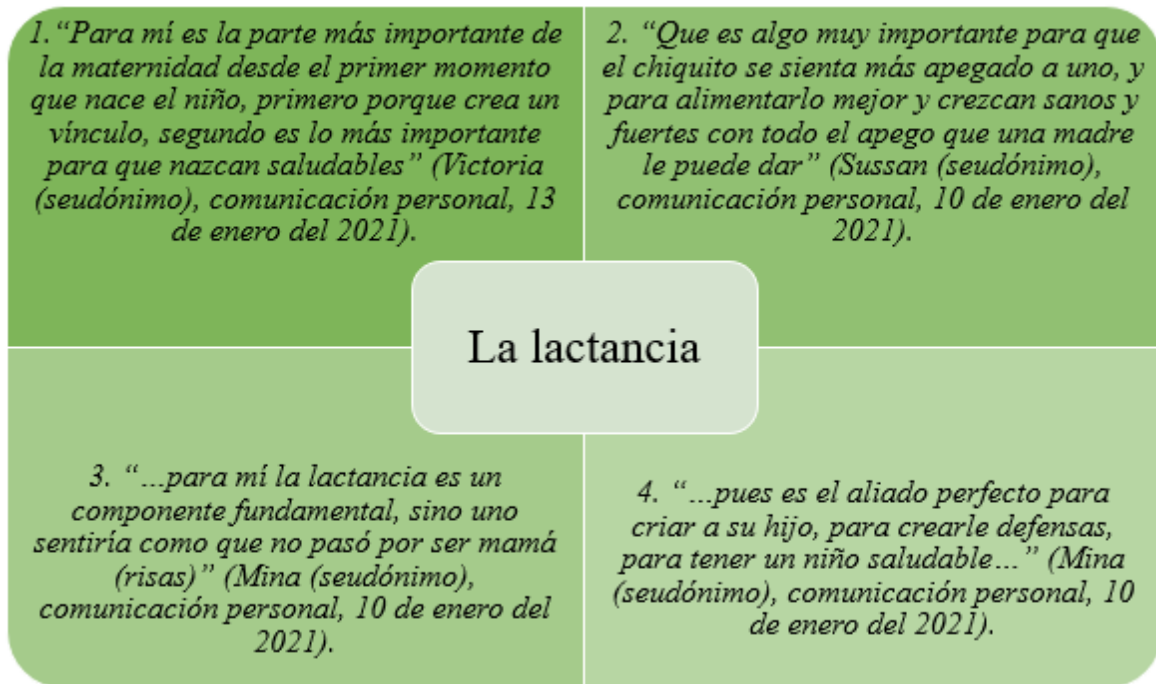 1. “Para mí es la parte más importante de
la maternidad desde el primer momento
que nace el niño, primero porque crea un
vínculo, segundo es lo más importante
para que nazcan saludables” (Victoria
(seudónimo), comunicación personal, 13
de enero del 2021).
2. “Que es algo muy importante para que
el chiquito se sienta más apegado a uno, y
para alimentarlo mejor y crezcan sanos y
fuertes con todo el apego que una madre
le puede dar” (Sussan (seudónimo),
comunicación personal, 10 de enero del
2021).
La lactancia
3. “…para mí la lactancia es un
componente fundamental, sino uno
sentiría como que no pasó por ser mamá
(risas)” (Mina (seudónimo),
comunicación personal, 10 de enero del
2021).
4. “…pues es el aliado perfecto para
criar a su hijo, para crearle defensas,
para tener un niño saludable…” (Mina
(seudónimo), comunicación personal, 10
de enero del 2021).